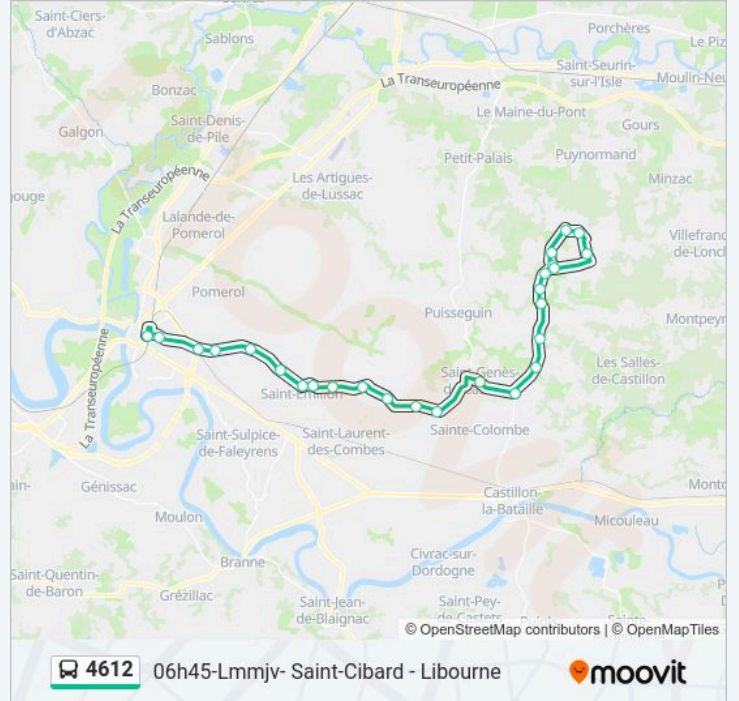 Saint-Ciers-
d'Abzac
Sablons
Porchères
Le Piz
Saint-Seurin-
sur-l'Isle
Moulin-Neu
La Transeuropéenne
Bonzac
Le Maine-du-Pont
Gours
Galgon
Saint-Denis-
de-Pile
Petit-Palais
Puynormand
Minzac
La Transeuropéenne
Les Artigues-
de-Lussac
ouge
Lalande-de-
Pomerol
Villefranc
de-Lonch
Pomerol
Puisseguin
Montpeyr
La Transeuropéenne
Saint-Genès-
Les Salles-
de-Castillon
Saint-Émilion
Saint-Sulpice-
de-Faleyrens
Saint-Laurent-
des-Combes
Sainte-Colombe
ain-
Génissac
Castillon-
la-Bataille
Montc
Moulon
Micouleau
Branne
Civrac-sur-
Dordogne
Saint-Quentin-
de-Baron
Grézillac
Saint-Jean-
de-Blaignac
Saint-Pey-
de-Castets
© OpenStreetMap contributors | © OpenMapTiles
4612 06h45-Lmmjv- Saint-Cibard - Libourne
moovit